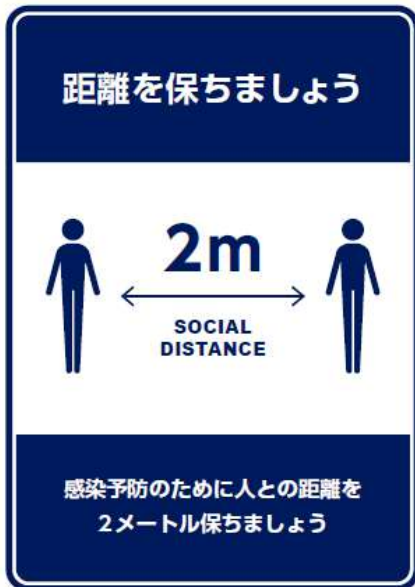 距離を保ちましょう
2m
SOCIAL
DISTANCE
感染予防のために人との距離を
2メートル保ちましょう